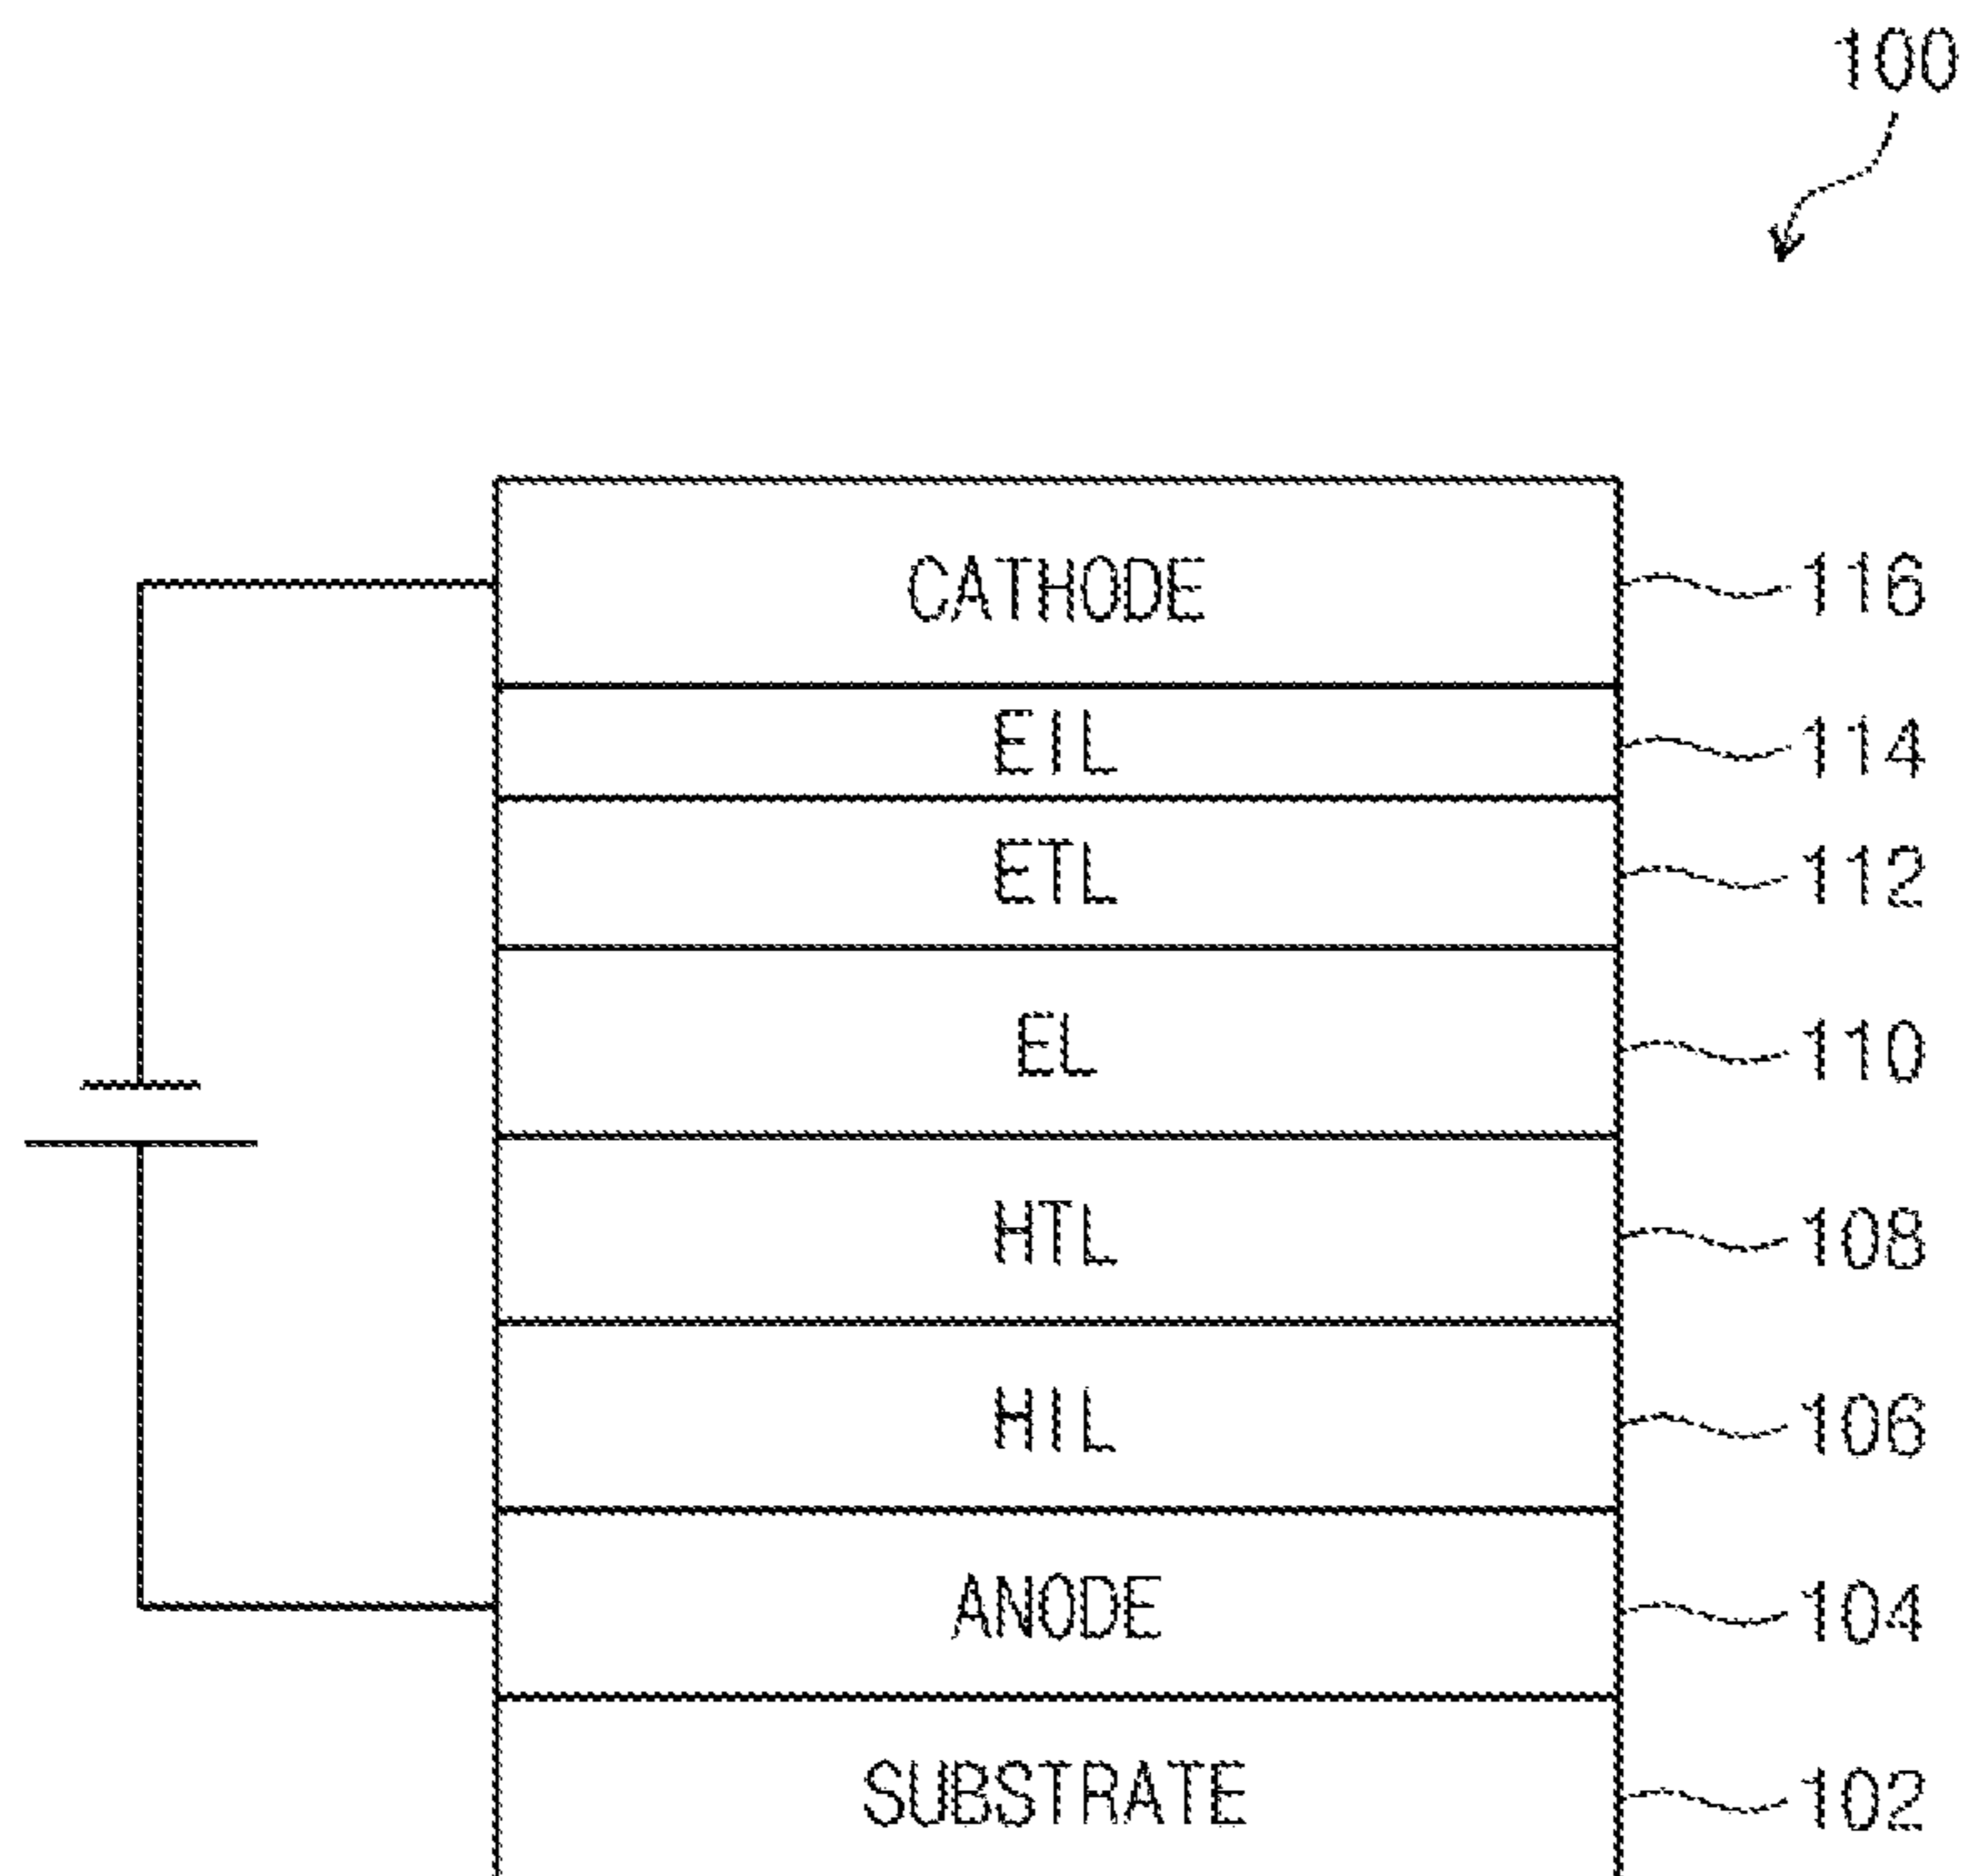 100
CATHODE 116
EIL 114
ETL 112
EL 110
HTL 108
HIL 106
ANODE 104
SUBSTRATE 102